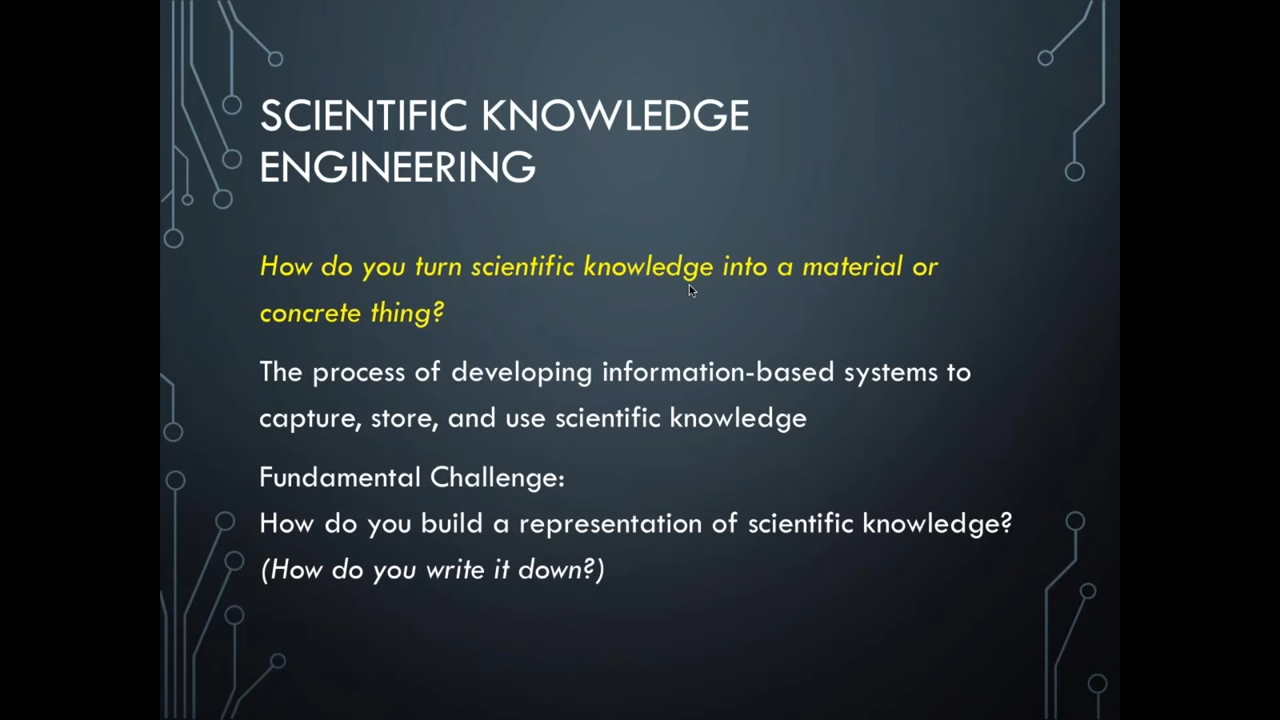 SCIENTIFIC KNOWLEDGE
ENGINEERING
How do you turn scientific knowledge into a material or
concrete thing?
The process of developing information-based systems to
capture, store, and use scientific knowledge
Fundamental Challenge:
How do you build a representation of scientific knowledge?
(How do you write it down?)